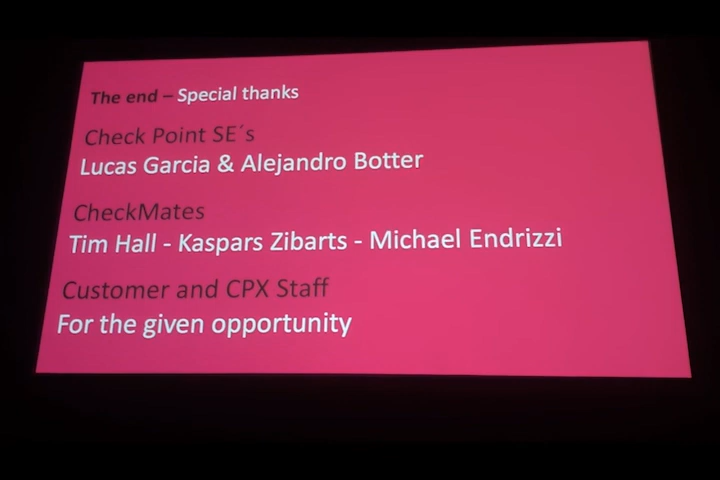 The end – Special thanks
Check Point SE´s
Lucas Garcia & Alejandro Botter
CheckMates
Tim Hall - Kaspars Zibarts - Michael Endrizzi
Customer and CPX Staff
For the given opportunity